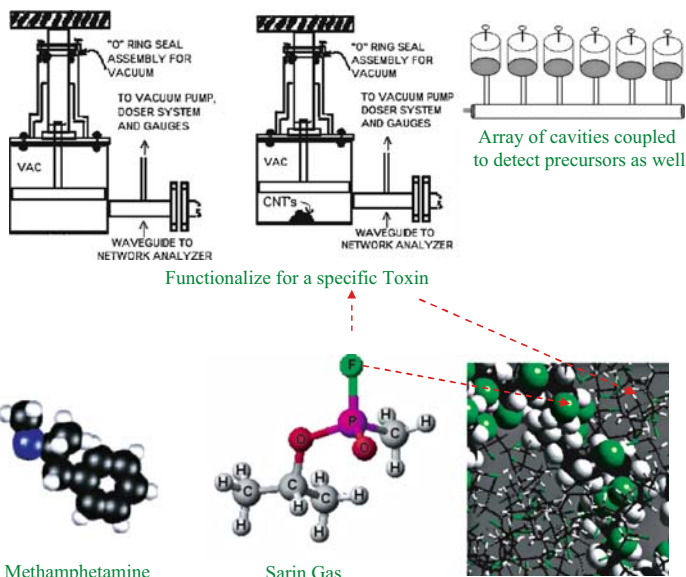 "O" RING SEAL
ASSEMBLY FOR
VACUUM
TO VACUUM PUMP,
DOSER SYSTEM
AND GAUGES
VAC
WAVEGUIDE TO
NETWORK ANALYZER
"O" RING SEAL
ASSEMBLY FOR
VACUUM
TO VACUUM PUMP,
DOSER SYSTEM
AND GAUGES
VAC
CNT's
WAVEGUIDE TO
NETWORK ANALYZER
Array of cavities coupled
to detect precursors as well
Functionalize for a specific Toxin
F
P
O
O
C
H
H
H
H
H
C
H
H
C
C
H
H
H
H
Methamphetamine
Sarin Gas